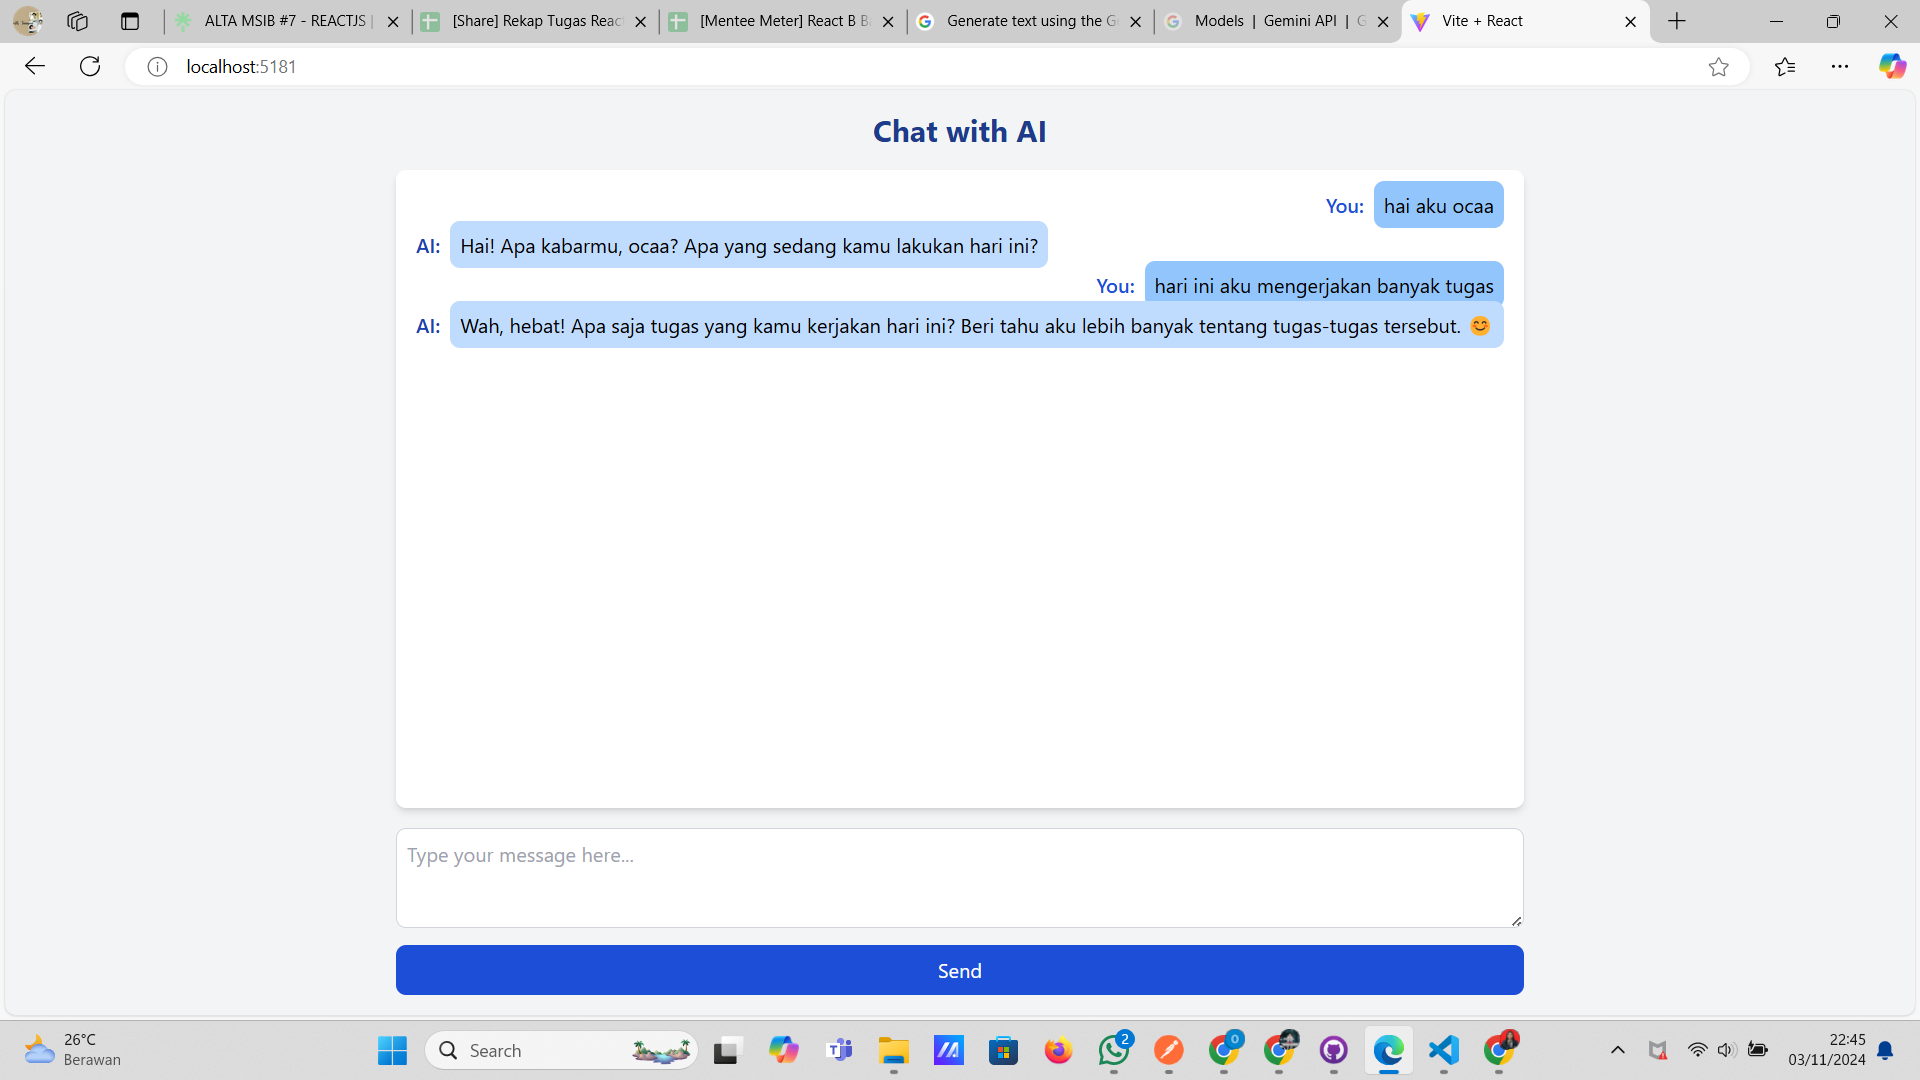 ALTA MSIB #7 - REACTJS |
[Share] Rekap Tugas React
[Mentee Meter] React B Ba
Generate text using the Ge
Models | Gemini API | G
Vite + React
localhost:5181
Chat with AI
You: hai aku ocaa
AI: Hai! Apa kabarmu, ocaa? Apa yang sedang kamu lakukan hari ini?
You: hari ini aku mengerjakan banyak tugas
AI: Wah, hebat! Apa saja tugas yang kamu kerjakan hari ini? Beri tahu aku lebih banyak tentang tugas-tugas tersebut. 😊
Type your message here...
Send
26°C
Berawan
Search
2
0
22:45
03/11/2024